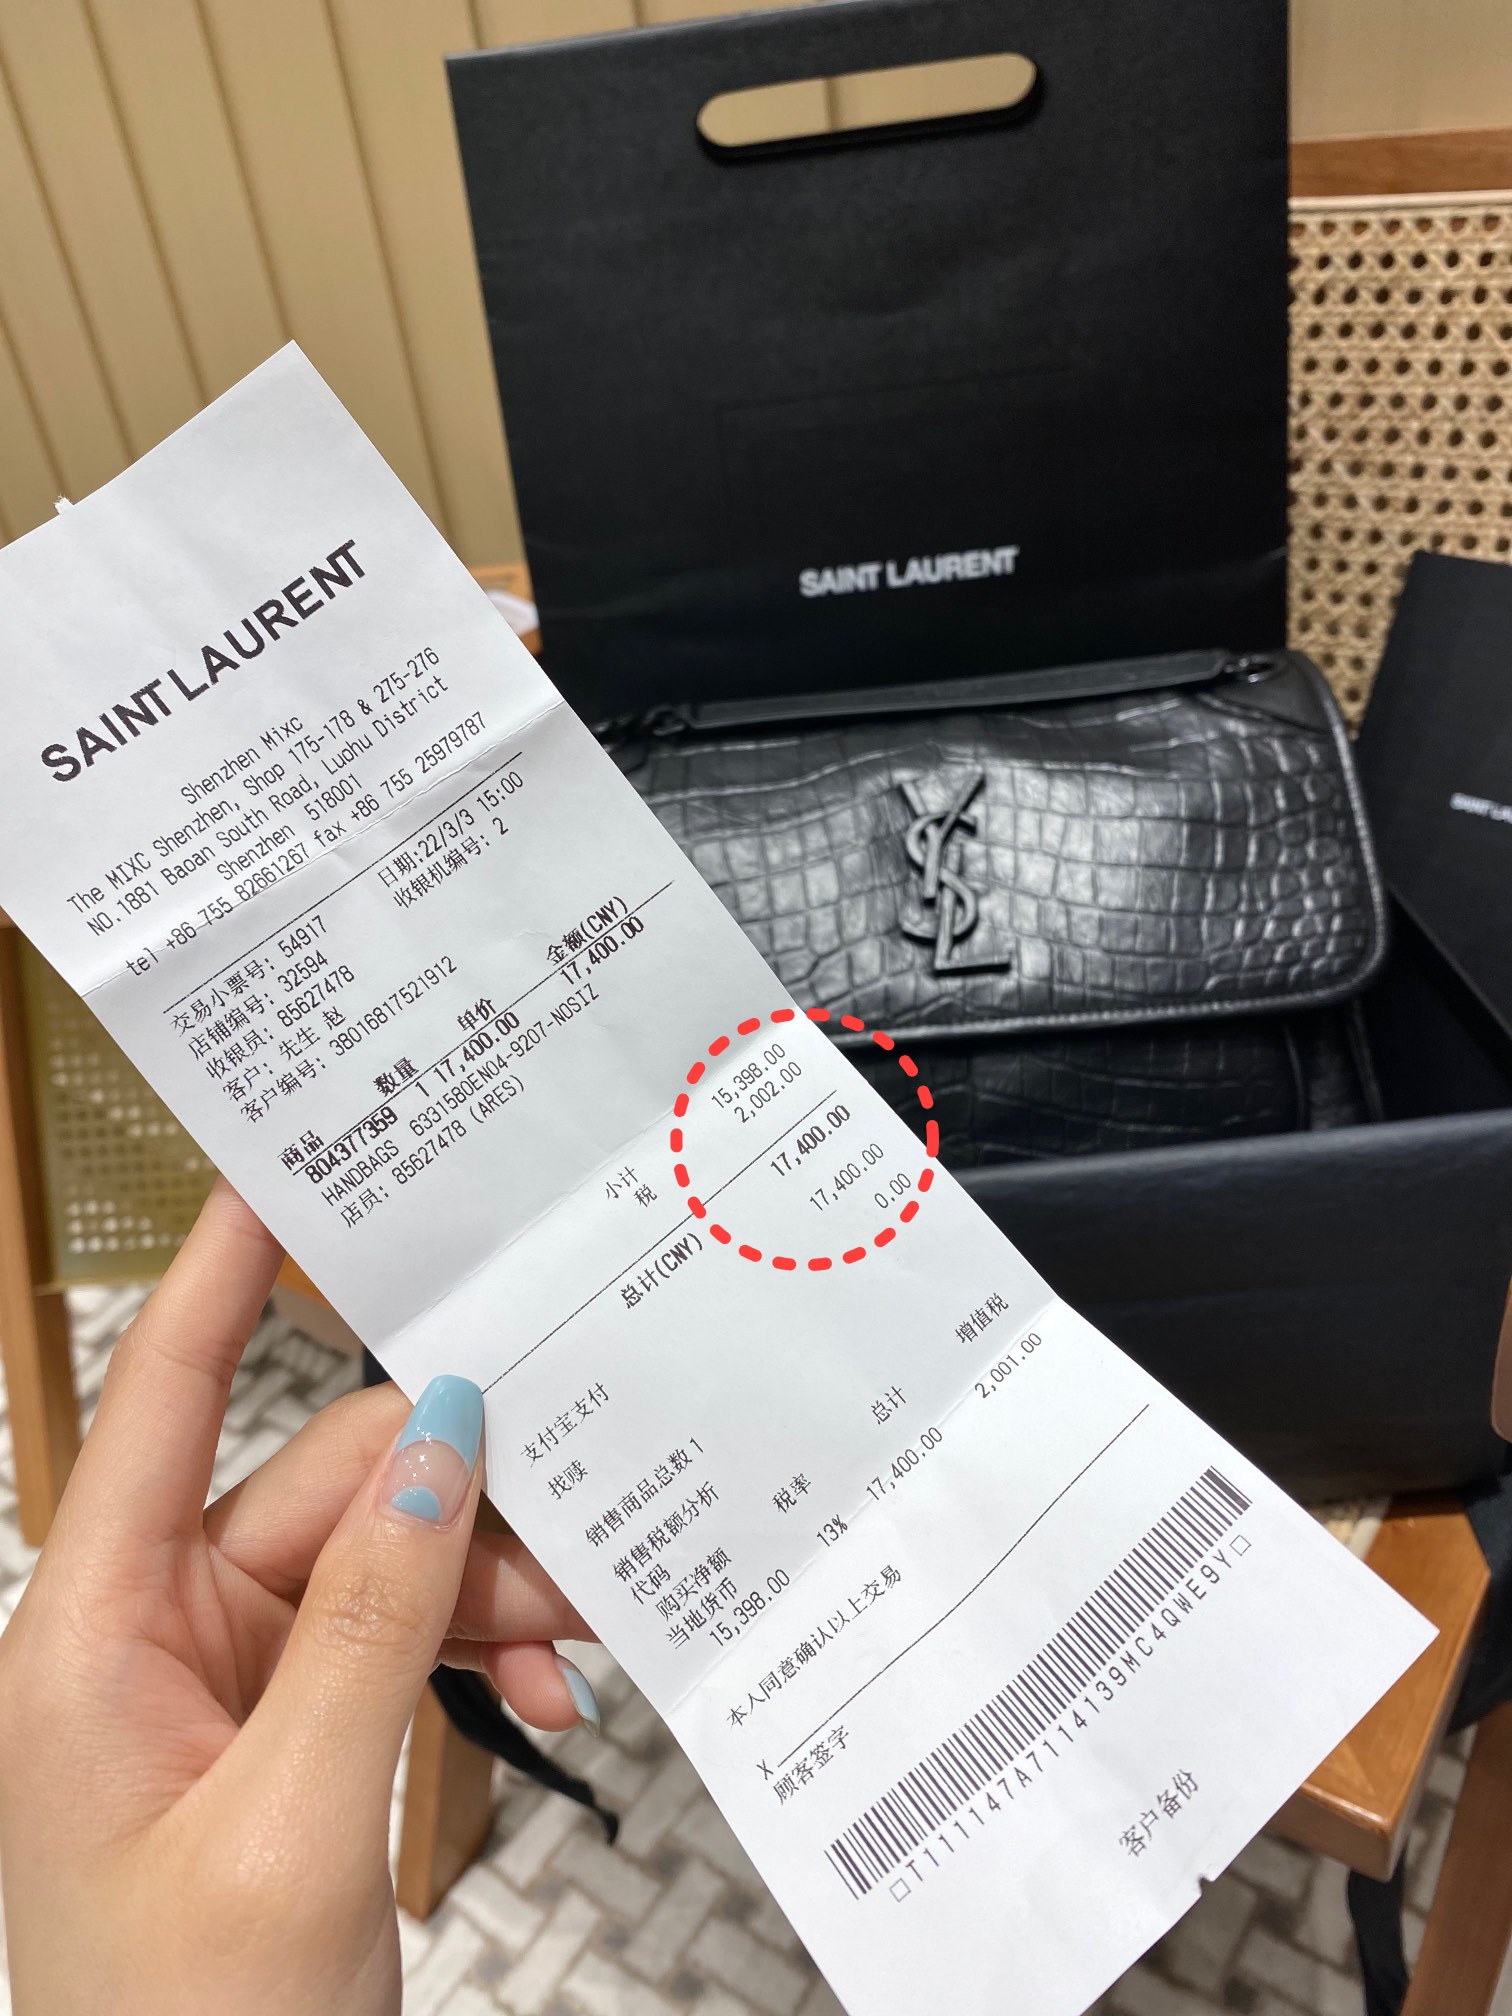 SAINT LAURENT
SAINT LAURENT
Shenzhen Mixc
The MIXC Shenzhen, Shop 175-178 & 275-276
NO.1881 Baoan South Road, Luohu District
Shenzhen 518001
tel +86 755 82661267 fax +86 755 25979787
交易小票号: 54917 日期:22/3/3 15:00
店铺编号: 32594 收银机编号: 2
收银员: 85627478
客户: 先生 赵
客户编号: 38016817521912
商品 数量 单价 金额(CNY)
804377359 1 17,400.00 17,400.00
HANDBAGS 6331580EN04-9207-NOSIZ
店员: 85627478 (ARES)
小计 15,398.00
税 2,002.00
总计(CNY) 17,400.00
支付宝支付 17,400.00
找赎 0.00
销售商品总数 1
销售税额分析
代码 税率 总计 增值税
购买净额
当地货币
15,398.00 13% 17,400.00 2,001.00
本人同意确认以上交易
X
顾客签字
T111147A7114139MC4QWE9Y
客户备份
YSL